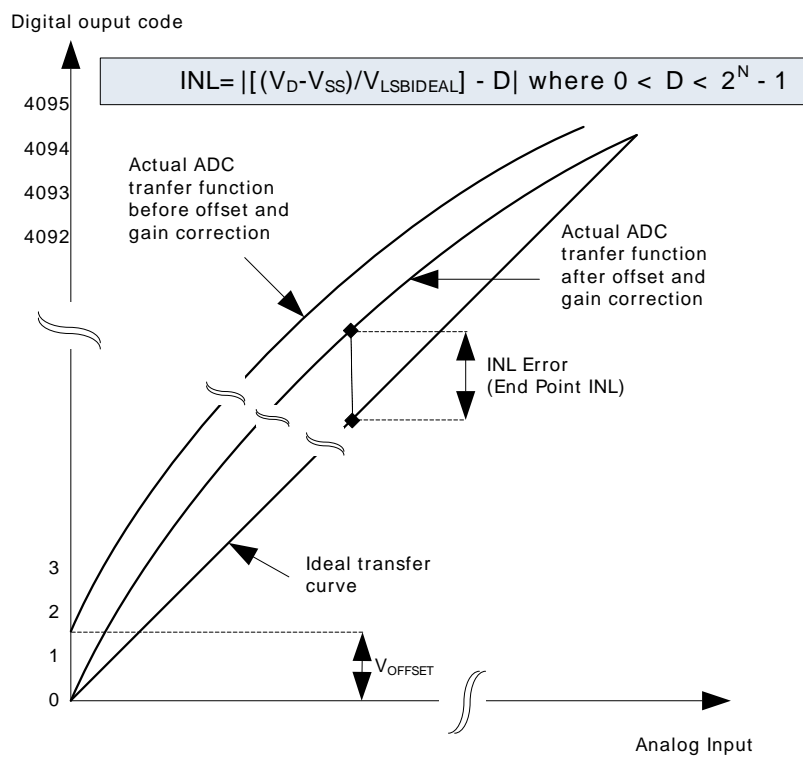 Digital ouput code
INL= |[(VD-VSS)/VLSBIDEAL] - D| where 0 < D < 2^N - 1
4095
4094
4093
4092
Actual ADC
tranfer function
before offset and
gain correction
Actual ADC
tranfer function
after offset and
gain correction
INL Error
(End Point INL)
Ideal transfer
curve
3
2
1
0
VOFFSET
Analog Input